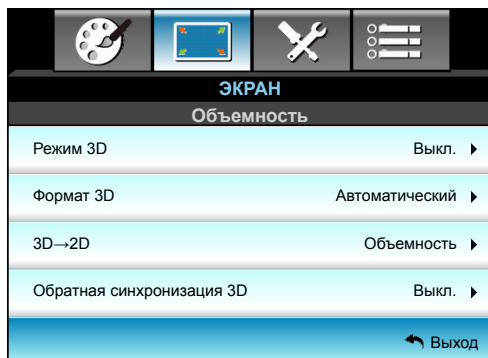 ЭКРАН
Объемность
Режим 3D Выкл.
Формат 3D Автоматический
3D→2D Объемность
Обратная синхронизация 3D Выкл.
Выход